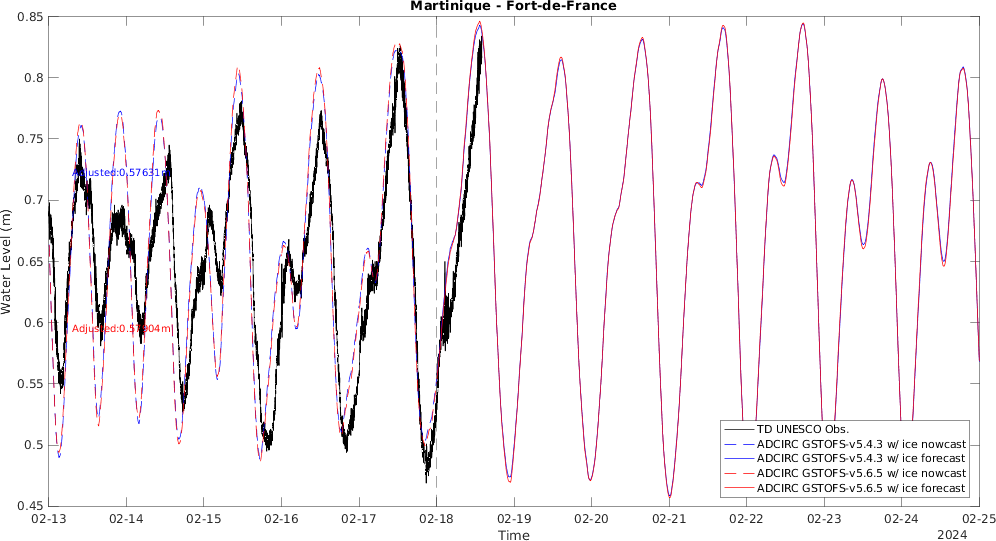 Martinique - Fort-de-France
Water Level (m)
0.85
0.8
0.75
0.7
0.65
0.6
0.55
0.5
0.45
Adjusted:0.57631m
Adjusted:0.57904m
TD UNESCO Obs.
ADCIRC GSTOFS-v5.4.3 w/ ice nowcast
ADCIRC GSTOFS-v5.4.3 w/ ice forecast
ADCIRC GSTOFS-v5.6.5 w/ ice nowcast
ADCIRC GSTOFS-v5.6.5 w/ ice forecast
02-13 02-14 02-15 02-16 02-17 02-18 02-19 02-20 02-21 02-22 02-23 02-24 02-25
Time
2024